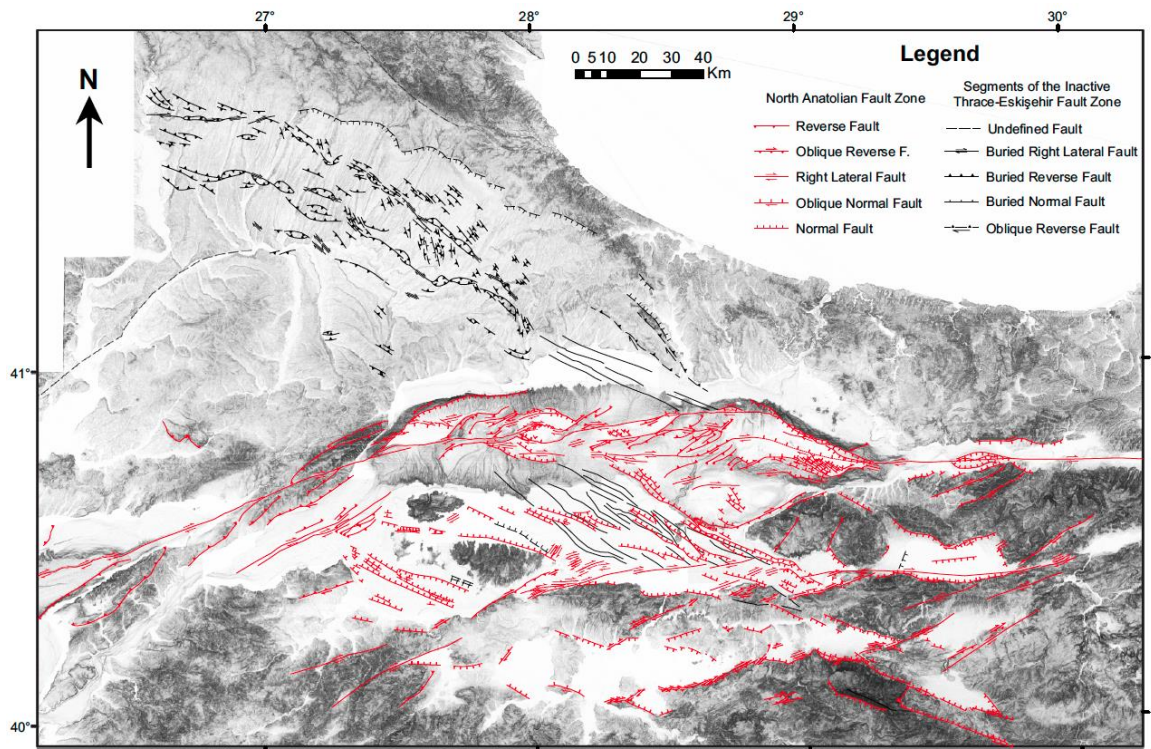 27°
28°
29°
30°
N
0 5 10 20 30 40
Km
Legend
North Anatolian Fault Zone
Reverse Fault
Oblique Reverse F.
Right Lateral Fault
Oblique Normal Fault
Normal Fault
Segments of the Inactive
Thrace-Eskişehir Fault Zone
Undefined Fault
Buried Right Lateral Fault
Buried Reverse Fault
Buried Normal Fault
Oblique Reverse Fault
41°
40°